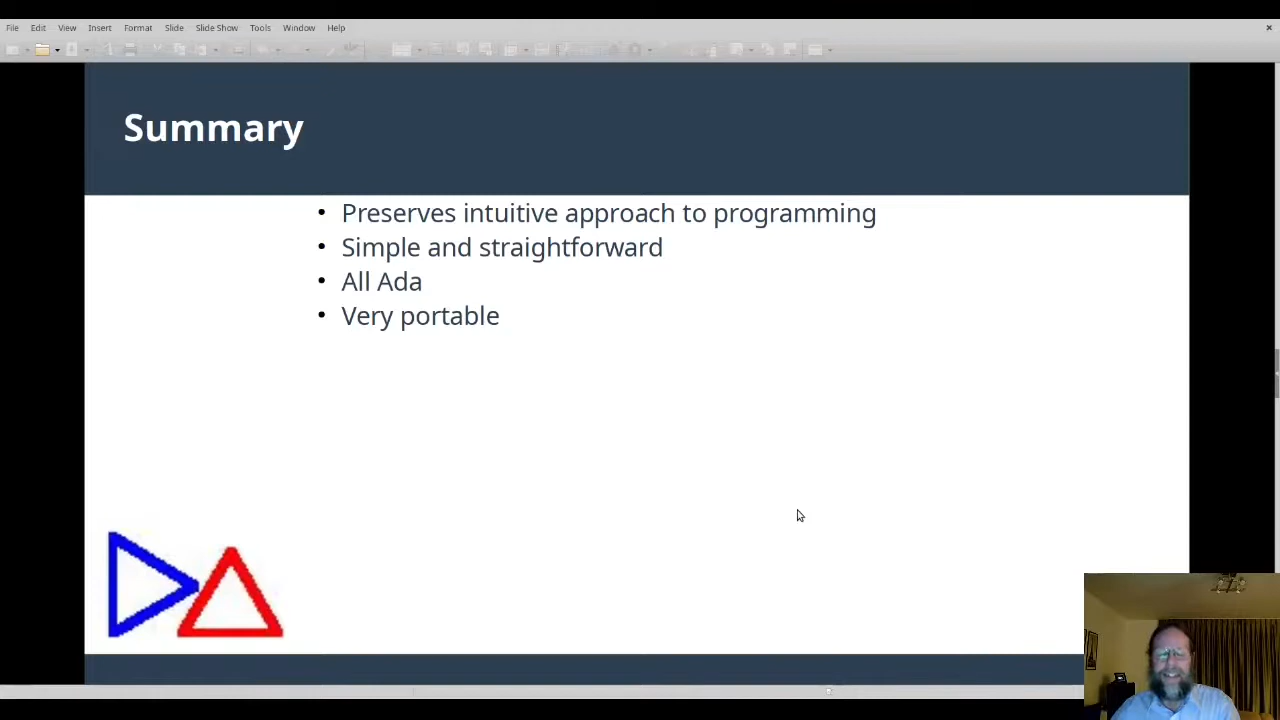 File Edit View Insert Format Slide Slide Show Tools Window Help
Summary
• Preserves intuitive approach to programming
• Simple and straightforward
• All Ada
• Very portable